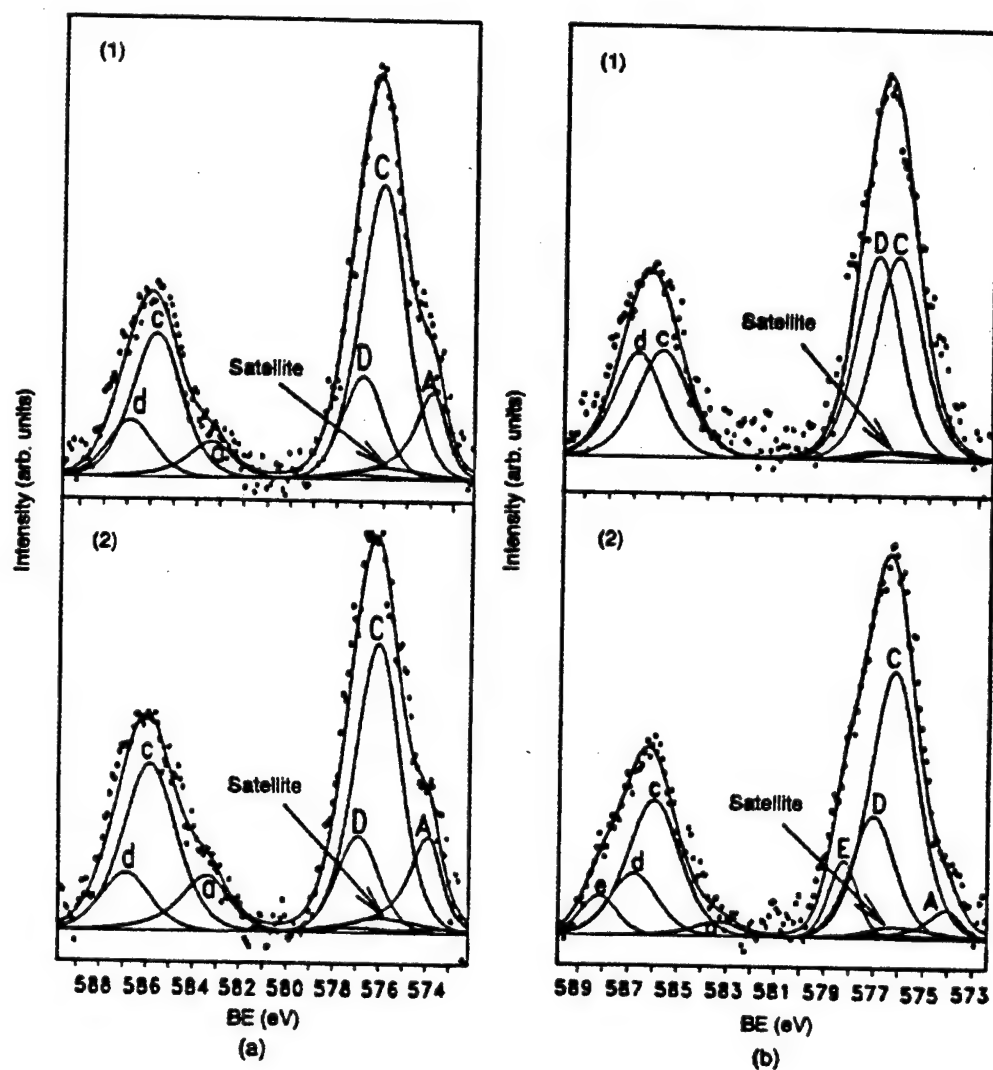 (1)
C
c
D
d
A
a
Satellite
Intensity (arb. units)
(2)
C
c
D
d
A
a
Satellite
588 586 584 582 580 578 576 574
BE (eV)
(a)
(1)
D C
d c
Satellite
Intensity (arb. units)
(2)
C
c
D
d
E
e
A
a
Satellite
589 587 585 583 581 579 577 575 573
BE (eV)
(b)